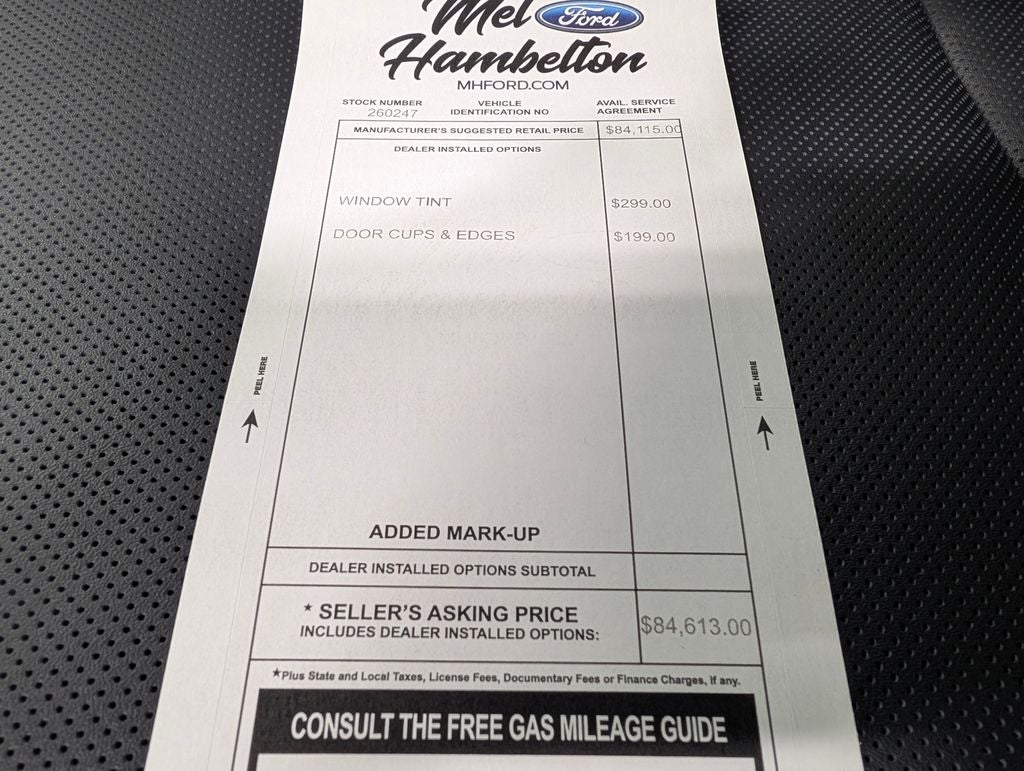 Mel Ford
Hambelton
MHFORD.COM
STOCK NUMBER
260247
VEHICLE
IDENTIFICATION NO
AVAIL. SERVICE
AGREEMENT
MANUFACTURER'S SUGGESTED RETAIL PRICE $84,115.00
DEALER INSTALLED OPTIONS
WINDOW TINT $299.00
DOOR CUPS & EDGES $199.00
PEEL HERE
PEEL HERE
ADDED MARK-UP
DEALER INSTALLED OPTIONS SUBTOTAL
* SELLER'S ASKING PRICE
INCLUDES DEALER INSTALLED OPTIONS: $84,613.00
*Plus State and Local Taxes, License Fees, Documentary Fees or Finance Charges, if any.
CONSULT THE FREE GAS MILEAGE GUIDE